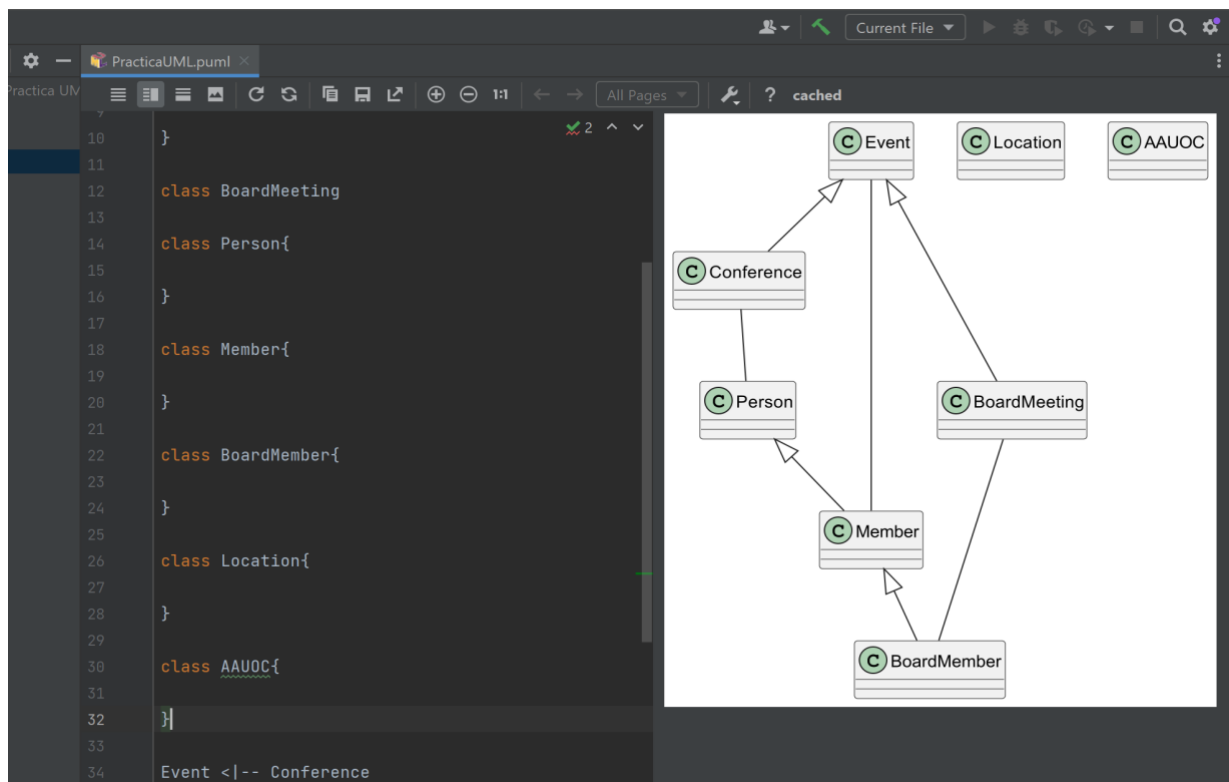 Current File
PracticaUML.puml
Practica UM
1:1
All Pages
?
cached
2
9
10 }
11
12 class BoardMeeting
13
14 class Person{
15
16 }
17
18 class Member{
19
20 }
21
22 class BoardMember{
23
24 }
25
26 class Location{
27
28 }
29
30 class AAUOC{
31
32 }
33
34 Event <|-- Conference
C Event
C Location
C AAUOC
C Conference
C Person
C BoardMeeting
C Member
C BoardMember